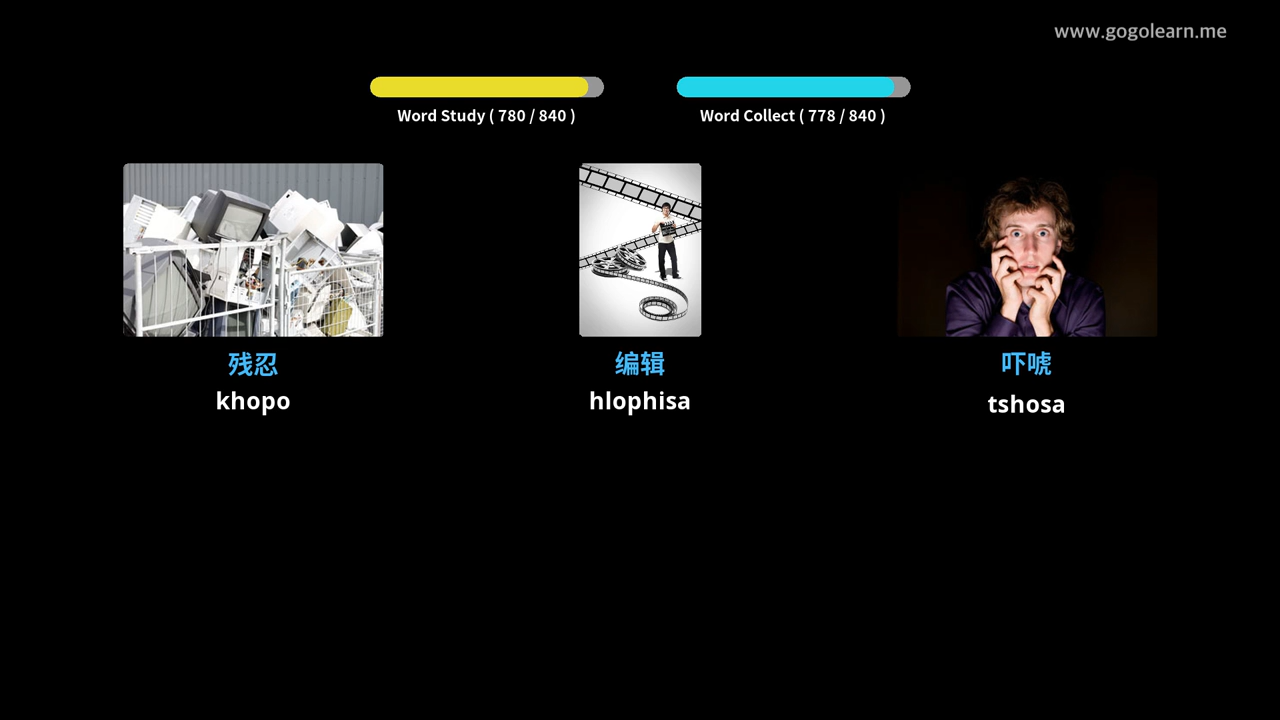 www.gogolearn.me
Word Study ( 780 / 840 )
Word Collect ( 778 / 840 )
残忍
khopo
编辑
hlophisa
吓唬
tshosa